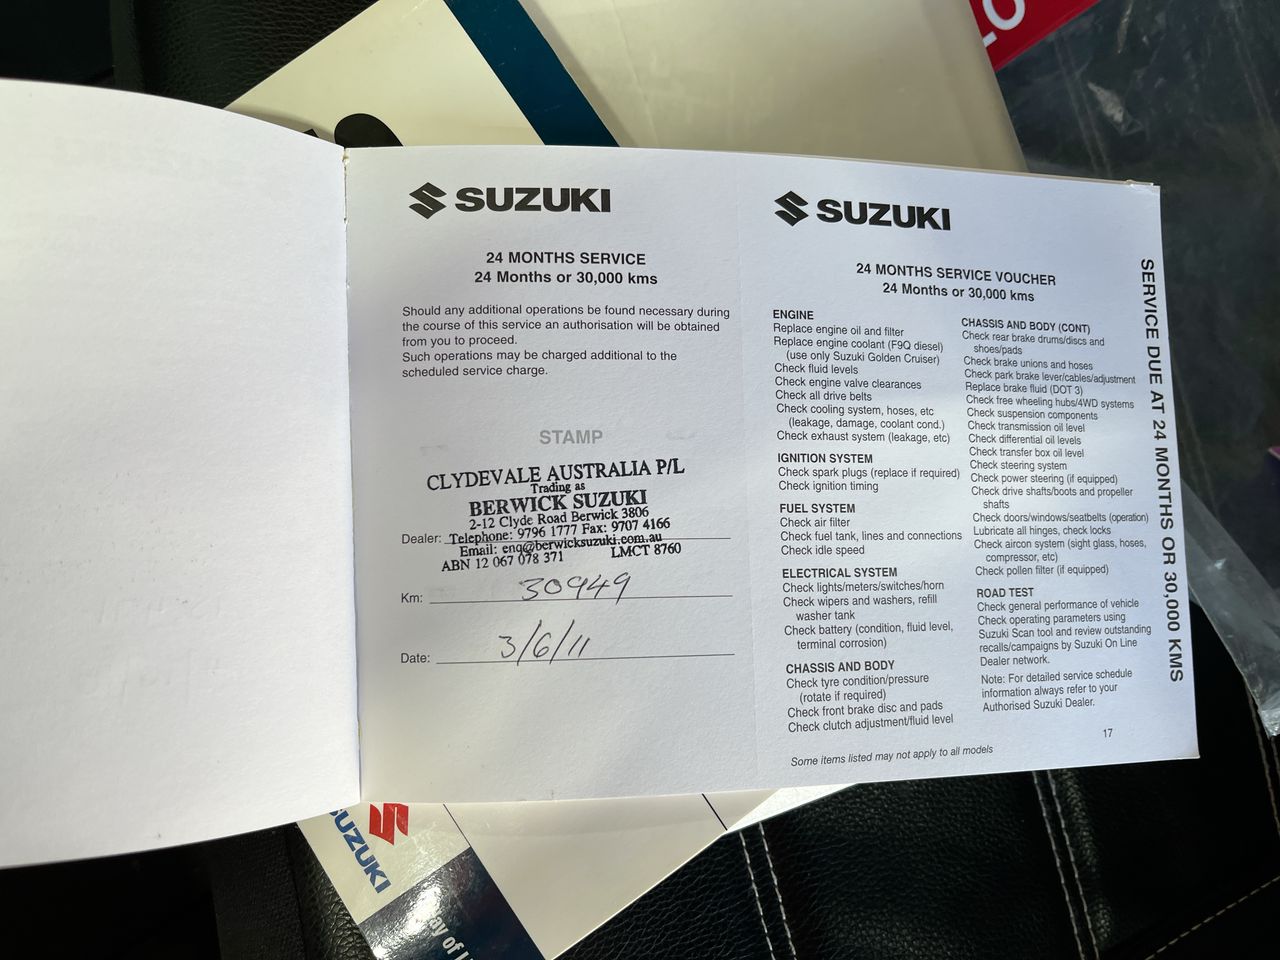 SUZUKI
24 MONTHS SERVICE
24 Months or 30,000 kms
Should any additional operations be found necessary during
the course of this service an authorisation will be obtained
from you to proceed.
Such operations may be charged additional to the
scheduled service charge.
STAMP
CLYDEVALE AUSTRALIA P/L
Trading as
BERWICK SUZUKI
2-12 Clyde Road Berwick 3806
Dealer: Telephone: 9796 1777 Fax: 9707 4166
Email: enq@berwicksuzuki.com.au
ABN 12 067 078 371 LMCT 8760
Km: 30949
Date: 3/6/11
SUZUKI
24 MONTHS SERVICE VOUCHER
24 Months or 30,000 kms
ENGINE
Replace engine oil and filter
Replace engine coolant (F9Q diesel)
(use only Suzuki Golden Cruiser)
Check fluid levels
Check engine valve clearances
Check all drive belts
Check cooling system, hoses, etc
(leakage, damage, coolant cond.)
Check exhaust system (leakage, etc)
IGNITION SYSTEM
Check spark plugs (replace if required)
Check ignition timing
FUEL SYSTEM
Check air filter
Check fuel tank, lines and connections
Check idle speed
ELECTRICAL SYSTEM
Check lights/meters/switches/horn
Check wipers and washers, refill
washer tank
Check battery (condition, fluid level,
terminal corrosion)
CHASSIS AND BODY
Check tyre condition/pressure
(rotate if required)
Check front brake disc and pads
Check clutch adjustment/fluid level
CHASSIS AND BODY (CONT)
Check rear brake drums/discs and
shoes/pads
Check brake unions and hoses
Check park brake lever/cables/adjustment
Replace brake fluid (DOT 3)
Check free wheeling hubs/4WD systems
Check suspension components
Check transmission oil level
Check differential oil levels
Check transfer box oil level
Check steering system
Check power steering (if equipped)
Check drive shafts/boots and propeller
shafts
Check doors/windows/seatbelts (operation)
Lubricate all hinges, check locks
Check aircon system (sight glass, hoses,
compressor, etc)
Check pollen filter (if equipped)
ROAD TEST
Check general performance of vehicle
Check operating parameters using
Suzuki Scan tool and review outstanding
recalls/campaigns by Suzuki On Line
Dealer network.
Note: For detailed service schedule
information always refer to your
Authorised Suzuki Dealer.
17
Some items listed may not apply to all models
SERVICE DUE AT 24 MONTHS OR 30,000 KMS
SUZUKI